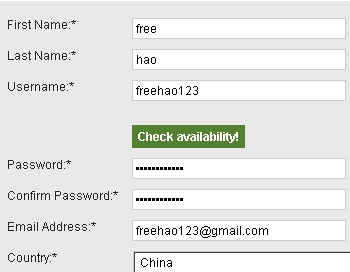 First Name:* free
Last Name:* hao
Username:* freehao123
Check availability!
Password:* •••••••••••
Confirm Password:* •••••••••••
Email Address:* freehao123@gmail.com
Country:* China